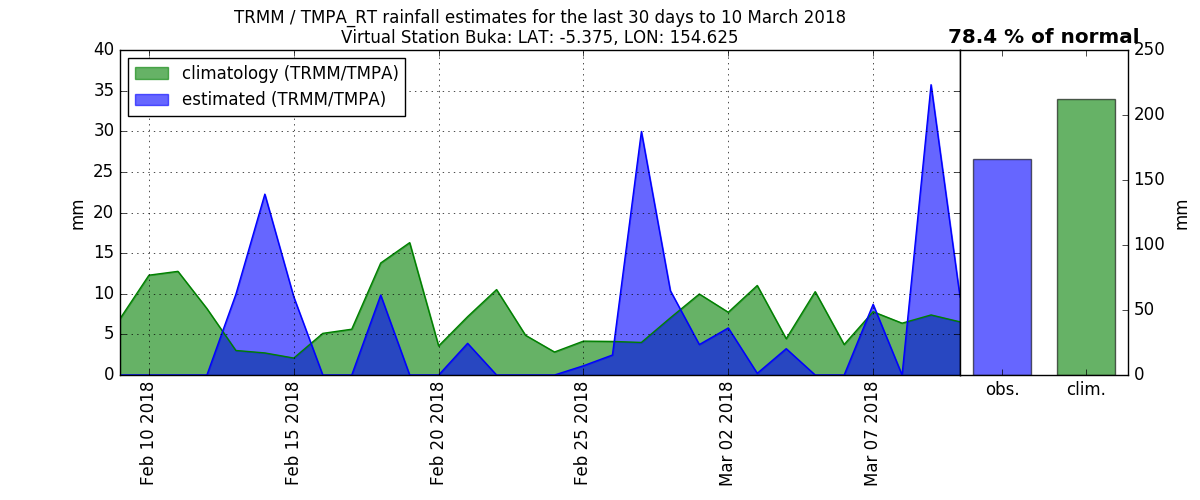 TRMM / TMPA_RT rainfall estimates for the last 30 days to 10 March 2018
Virtual Station Buka: LAT: -5.375, LON: 154.625
78.4 % of normal
climatology (TRMM/TMPA)
estimated (TRMM/TMPA)
40
35
30
25
20
15
10
5
0
mm
Feb 10 2018
Feb 15 2018
Feb 20 2018
Feb 25 2018
Mar 02 2018
Mar 07 2018
250
200
150
100
50
0
mm
obs.
clim.